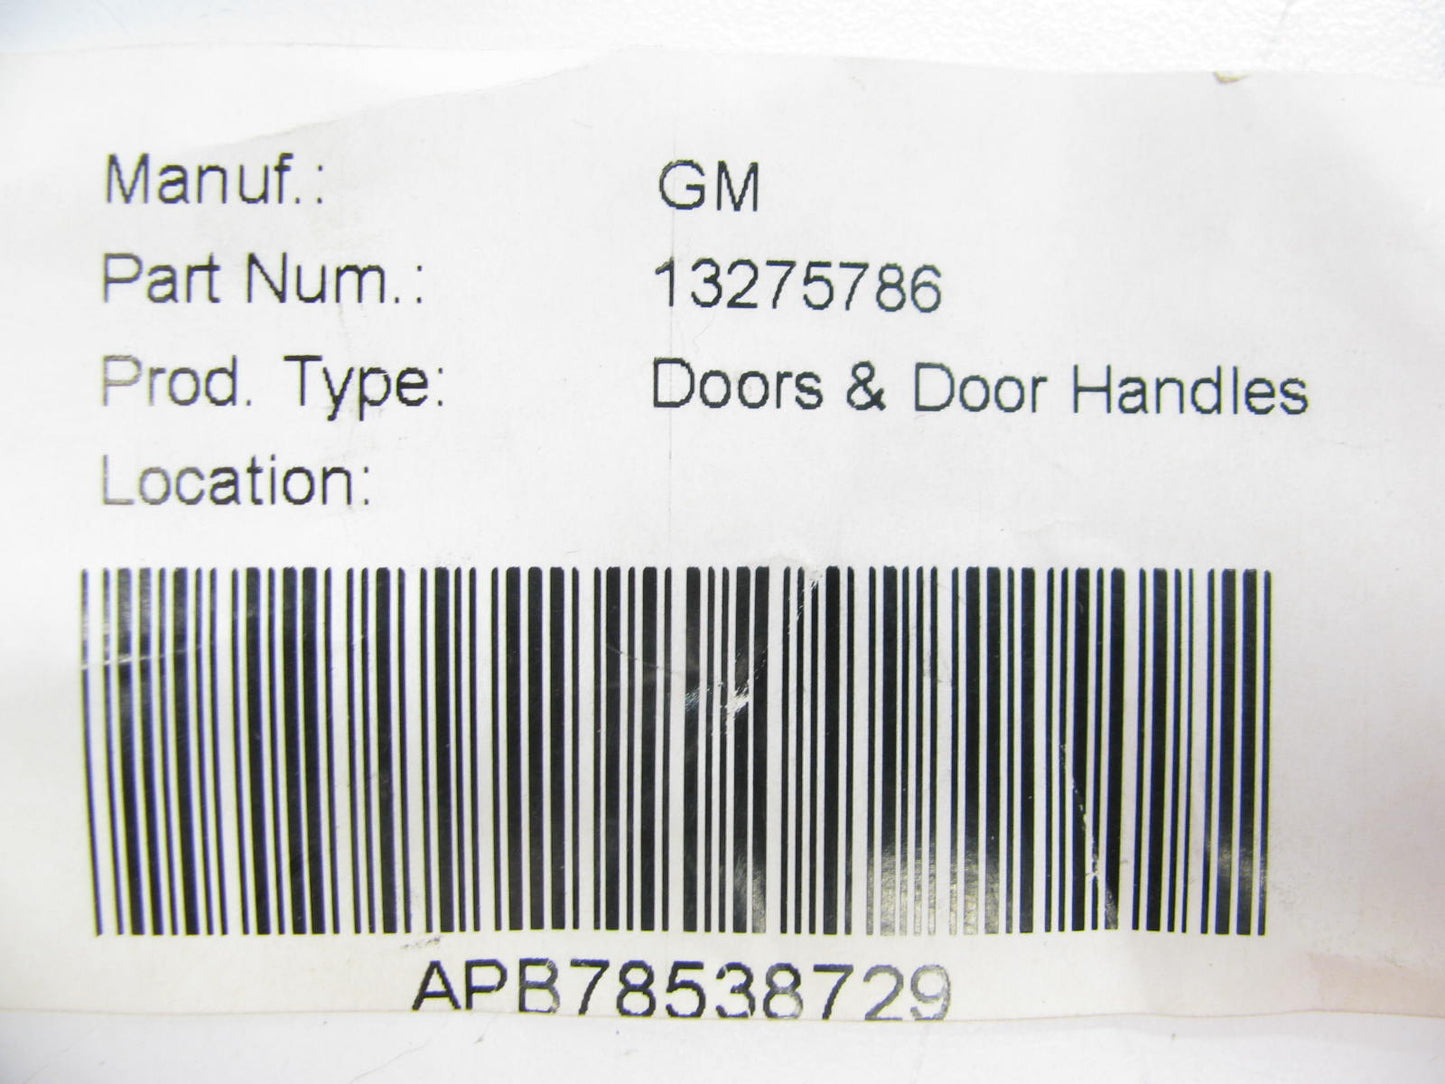 Manuf.: GM
Part Num.: 13275786
Prod. Type: Doors & Door Handles
Location:
APB78538729